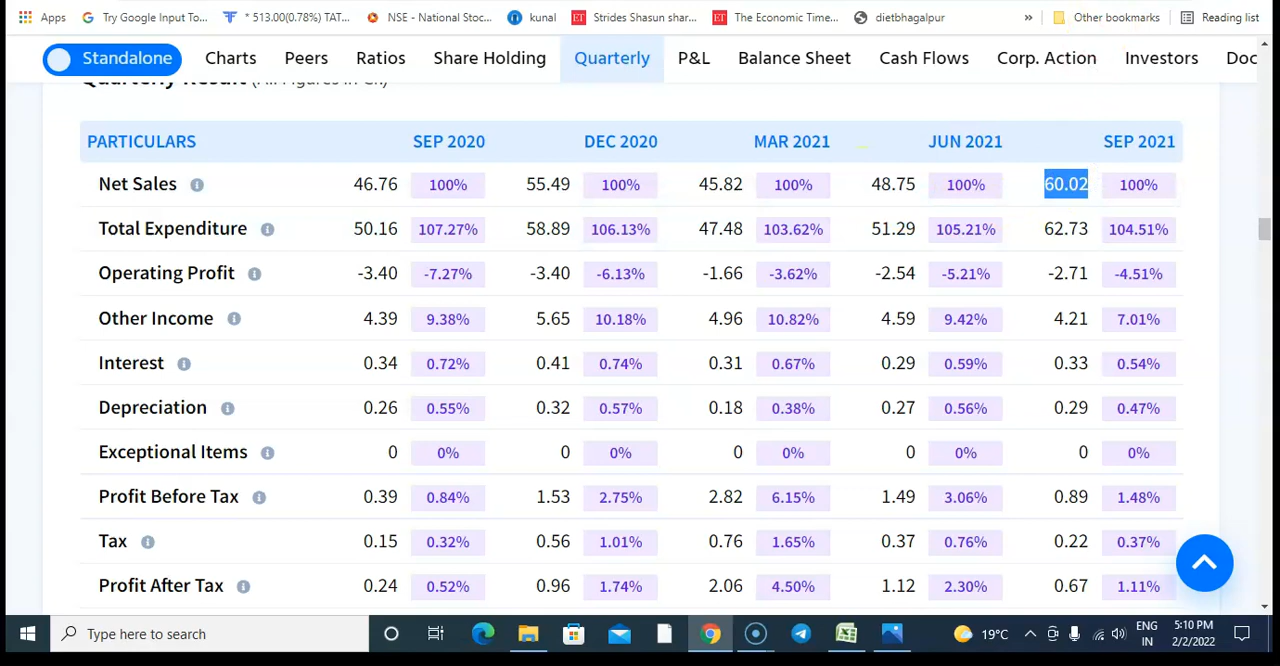 Apps Try Google Input To... * 513.00(0.78%) TAT... NSE - National Stoc... kunal Strides Shasun shar... The Economic Time... dietbhagalpur » Other bookmarks Reading list
Standalone Charts Peers Ratios Share Holding Quarterly P&L Balance Sheet Cash Flows Corp. Action Investors Doc
Quarterly Result (All Figures in Cr.)
PARTICULARS SEP 2020 DEC 2020 MAR 2021 JUN 2021 SEP 2021
Net Sales 46.76 100% 55.49 100% 45.82 100% 48.75 100% 60.02 100%
Total Expenditure 50.16 107.27% 58.89 106.13% 47.48 103.62% 51.29 105.21% 62.73 104.51%
Operating Profit -3.40 -7.27% -3.40 -6.13% -1.66 -3.62% -2.54 -5.21% -2.71 -4.51%
Other Income 4.39 9.38% 5.65 10.18% 4.96 10.82% 4.59 9.42% 4.21 7.01%
Interest 0.34 0.72% 0.41 0.74% 0.31 0.67% 0.29 0.59% 0.33 0.54%
Depreciation 0.26 0.55% 0.32 0.57% 0.18 0.38% 0.27 0.56% 0.29 0.47%
Exceptional Items 0 0% 0 0% 0 0% 0 0% 0 0%
Profit Before Tax 0.39 0.84% 1.53 2.75% 2.82 6.15% 1.49 3.06% 0.89 1.48%
Tax 0.15 0.32% 0.56 1.01% 0.76 1.65% 0.37 0.76% 0.22 0.37%
Profit After Tax 0.24 0.52% 0.96 1.74% 2.06 4.50% 1.12 2.30% 0.67 1.11%
Type here to search 19°C ENG IN 5:10 PM 2/2/2022